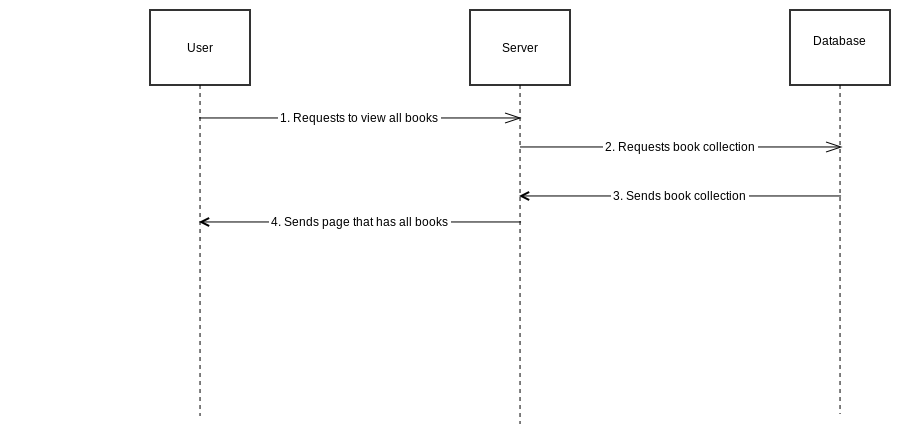 User
Server
Database
1. Requests to view all books
2. Requests book collection
3. Sends book collection
4. Sends page that has all books